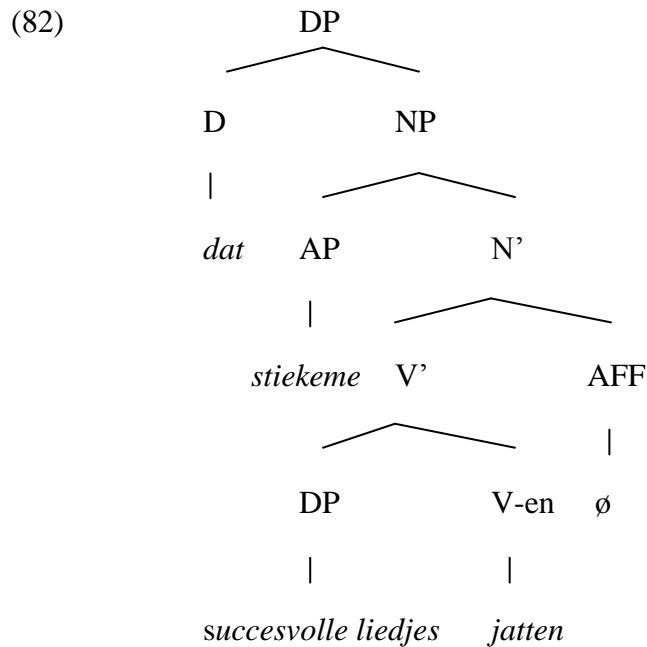 (82) DP
D NP
dat AP N’
stiekeme V’ AFF
DP V-en ø
succesvolle liedjes jatten